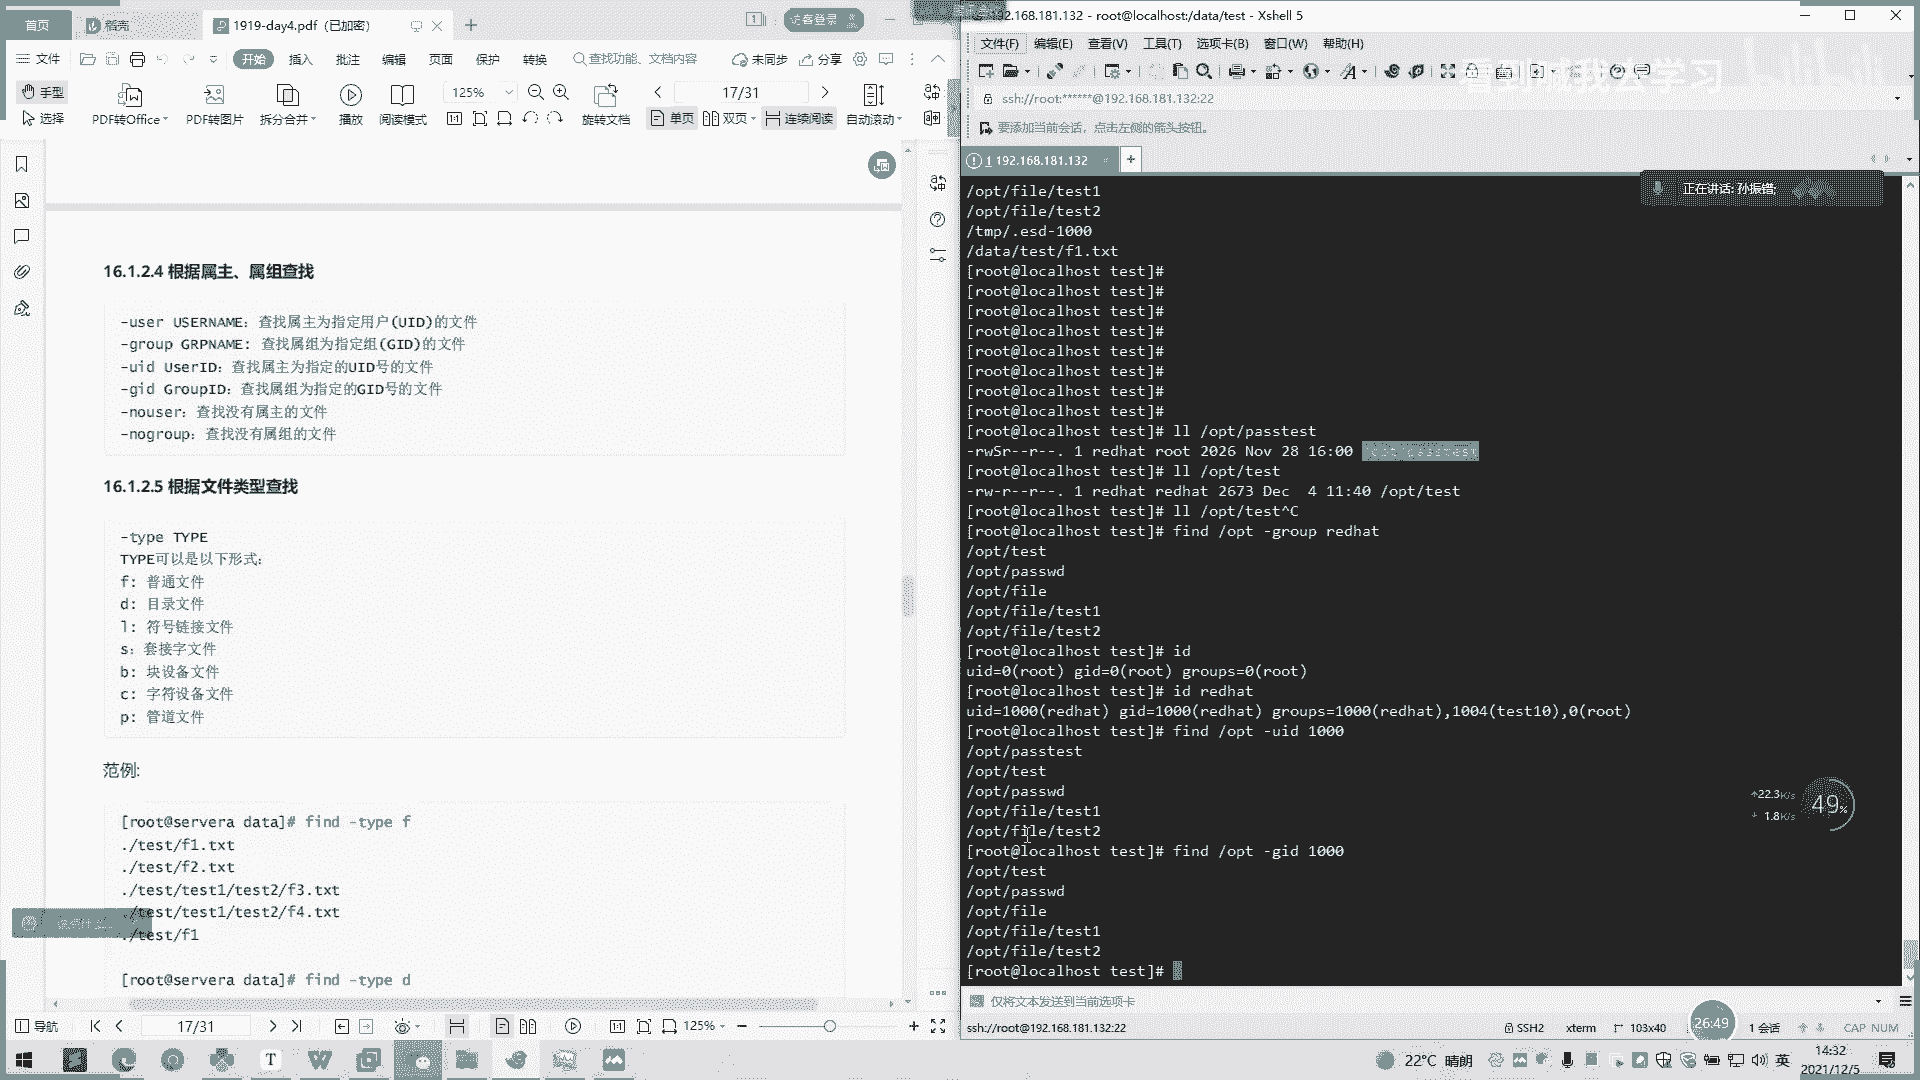 首页
稻壳
1919-day4.pdf（已加密）
访客登录
文件
开始
插入
批注
编辑
页面
保护
转换
查找功能、文档内容
未同步
分享
手型
选择
PDF转Office
PDF转图片
拆分合并
播放
阅读模式
125%
17/31
旋转文档
单页
双页
连续阅读
自动滚动
16.1.2.4 根据属主、属组查找
-user USERNAME：查找属主为指定用户(UID)的文件
-group GRPNAME: 查找属组为指定组(GID)的文件
-uid UserID：查找属主为指定的UID号的文件
-gid GroupID：查找属组为指定的GID号的文件
-nouser：查找没有属主的文件
-nogroup：查找没有属组的文件
16.1.2.5 根据文件类型查找
-type TYPE
TYPE可以是以下形式:
f: 普通文件
d: 目录文件
l: 符号链接文件
s：套接字文件
b: 块设备文件
c: 字符设备文件
p: 管道文件
范例:
[root@servera data]# find -type f
./test/f1.txt
./test/f2.txt
./test/test1/test2/f3.txt
./test/test1/test2/f4.txt
./test/f1
[root@servera data]# find -type d
导航
17/31
125%
192.168.181.132 - root@localhost:/data/test - Xshell 5
文件(F)
编辑(E)
查看(V)
工具(T)
选项卡(B)
窗口(W)
帮助(H)
看到喊我去学习
ssh://root:******@192.168.181.132:22
要添加当前会话，点击左侧的箭头按钮。
1 192.168.181.132
正在讲话: 孙振锴;
/opt/file/test1
/opt/file/test2
/tmp/.esd-1000
/data/test/f1.txt
[root@localhost test]#
[root@localhost test]#
[root@localhost test]#
[root@localhost test]#
[root@localhost test]#
[root@localhost test]#
[root@localhost test]#
[root@localhost test]#
[root@localhost test]# ll /opt/passtest
-rwSr--r--. 1 redhat root 2026 Nov 28 16:00 /opt/passtest
[root@localhost test]# ll /opt/test
-rw-r--r--. 1 redhat redhat 2673 Dec  4 11:40 /opt/test
[root@localhost test]# ll /opt/test^C
[root@localhost test]# find /opt -group redhat
/opt/test
/opt/passwd
/opt/file
/opt/file/test1
/opt/file/test2
[root@localhost test]# id
uid=0(root) gid=0(root) groups=0(root)
[root@localhost test]# id redhat
uid=1000(redhat) gid=1000(redhat) groups=1000(redhat),1004(test10),0(root)
[root@localhost test]# find /opt -uid 1000
/opt/passtest
/opt/test
/opt/passwd
/opt/file/test1
/opt/file/test2
[root@localhost test]# find /opt -gid 1000
/opt/test
/opt/passwd
/opt/file
/opt/file/test1
/opt/file/test2
[root@localhost test]#
22.3K/s
1.8K/s
49%
仅将文本发送到当前选项卡
ssh://root@192.168.181.132:22
SSH2
xterm
103x40
26:49
1 会话
CAP NUM
22°C 晴朗
英
14:32
2021/12/5